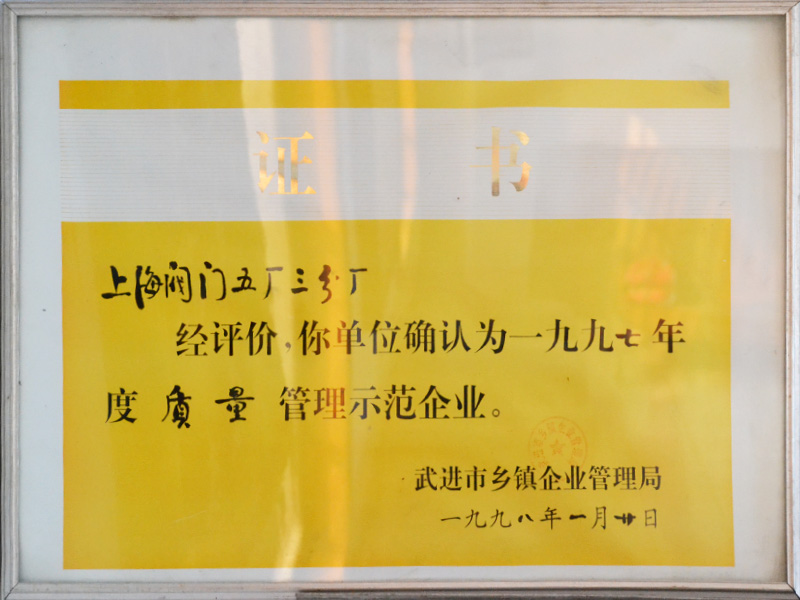 证书
上海阀门五厂三分厂
经评价,你单位确认为一九九七年
度质量管理示范企业。
武进市乡镇企业管理局
一九九八年一月廿日